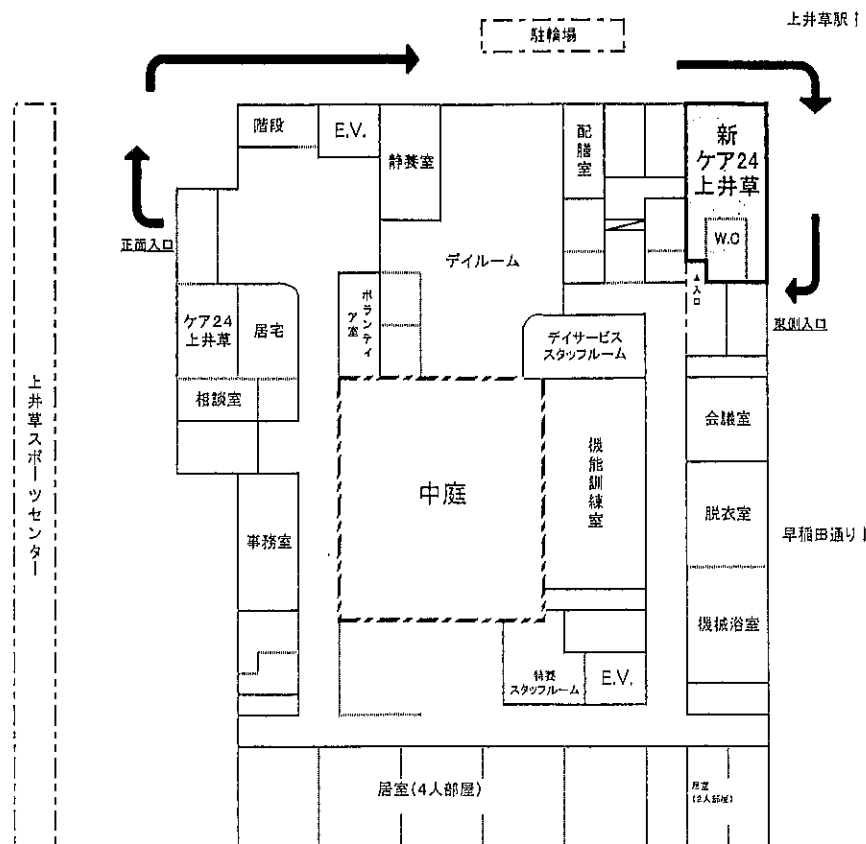 上井草駅
駐輪場
階段
E.V.
静養室
配膳室
新
ケア24
上井草
W.C
正面入口
デイルーム
入口
ケア24
上井草
居宅
ボランティア室
デイサービス
スタッフルーム
東側入口
相談室
会議室
上井草スポーツセンター
中庭
機能訓練室
脱衣室
事務室
早稲田通り
機械浴室
特養
スタッフルーム
E.V.
居室(4人部屋)
居室
(2人部屋)